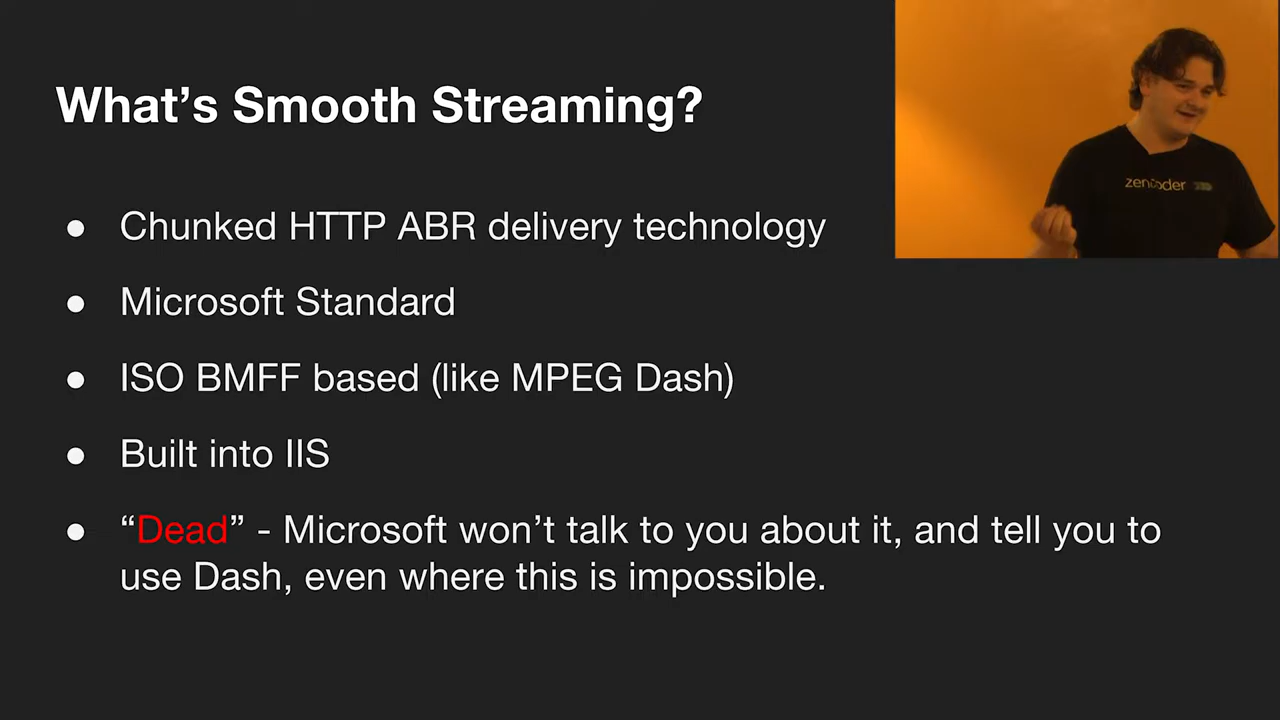 What’s Smooth Streaming?
● Chunked HTTP ABR delivery technology
● Microsoft Standard
● ISO BMFF based (like MPEG Dash)
● Built into IIS
● “Dead” - Microsoft won’t talk to you about it, and tell you to
use Dash, even where this is impossible.
zencoder